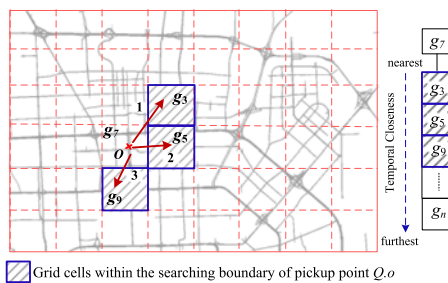 g7
nearest
g3
g5
g9
gn
furthest
Temporal Closeness
1
g3
g7
g5
o
2
3
g9
Grid cells within the searching boundary of pickup point Q.o